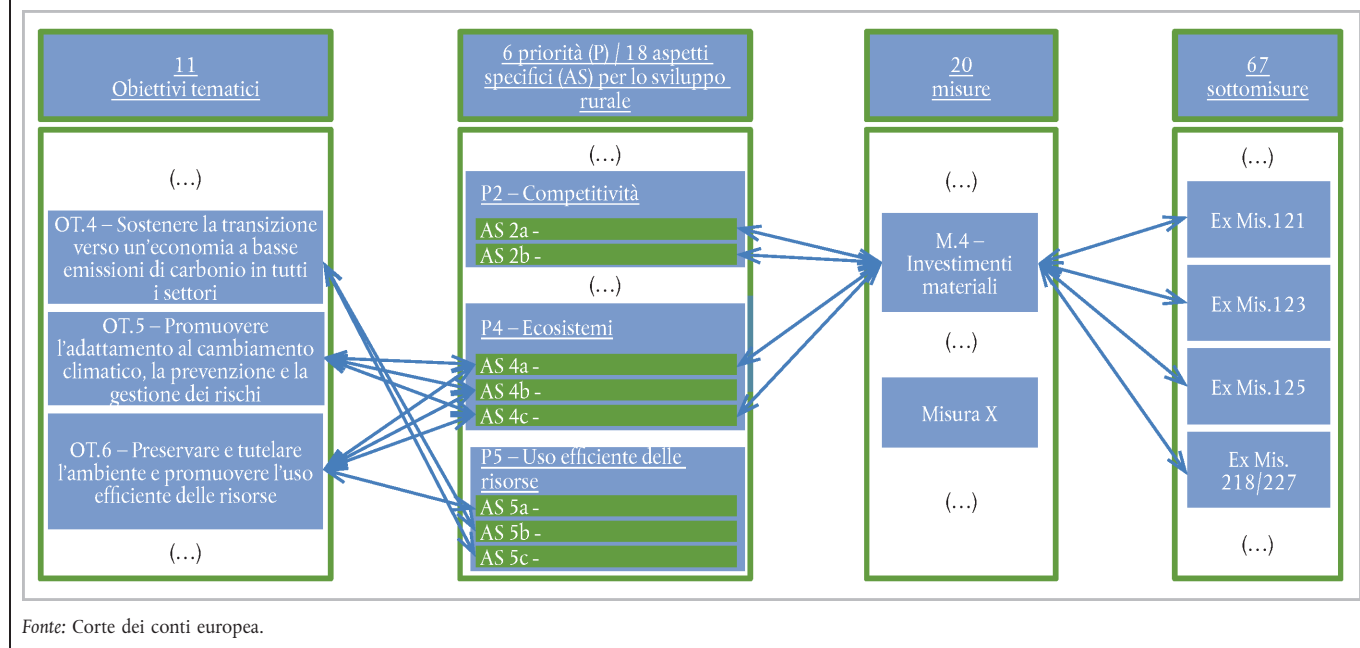 11
Obiettivi tematici
(…)
OT.4 – Sostenere la transizione
verso un'economia a basse
emissioni di carbonio in tutti
i settori
OT.5 – Promuovere
l'adattamento al cambiamento
climatico, la prevenzione e la
gestione dei rischi
OT.6 – Preservare e tutelare
l'ambiente e promuovere l'uso
efficiente delle risorse
(…)
6 priorità (P) / 18 aspetti
specifici (AS) per lo sviluppo
rurale
(…)
P2 – Competitività
AS 2a -
AS 2b -
(…)
P4 – Ecosistemi
AS 4a -
AS 4b -
AS 4c -
P5 – Uso efficiente delle
risorse
AS 5a -
AS 5b -
AS 5c -
20
misure
(…)
M.4 –
Investimenti
materiali
(…)
Misura X
(…)
67
sottomisure
(…)
Ex Mis.121
Ex Mis.123
Ex Mis.125
Ex Mis.
218/227
(…)
Fonte: Corte dei conti europea.